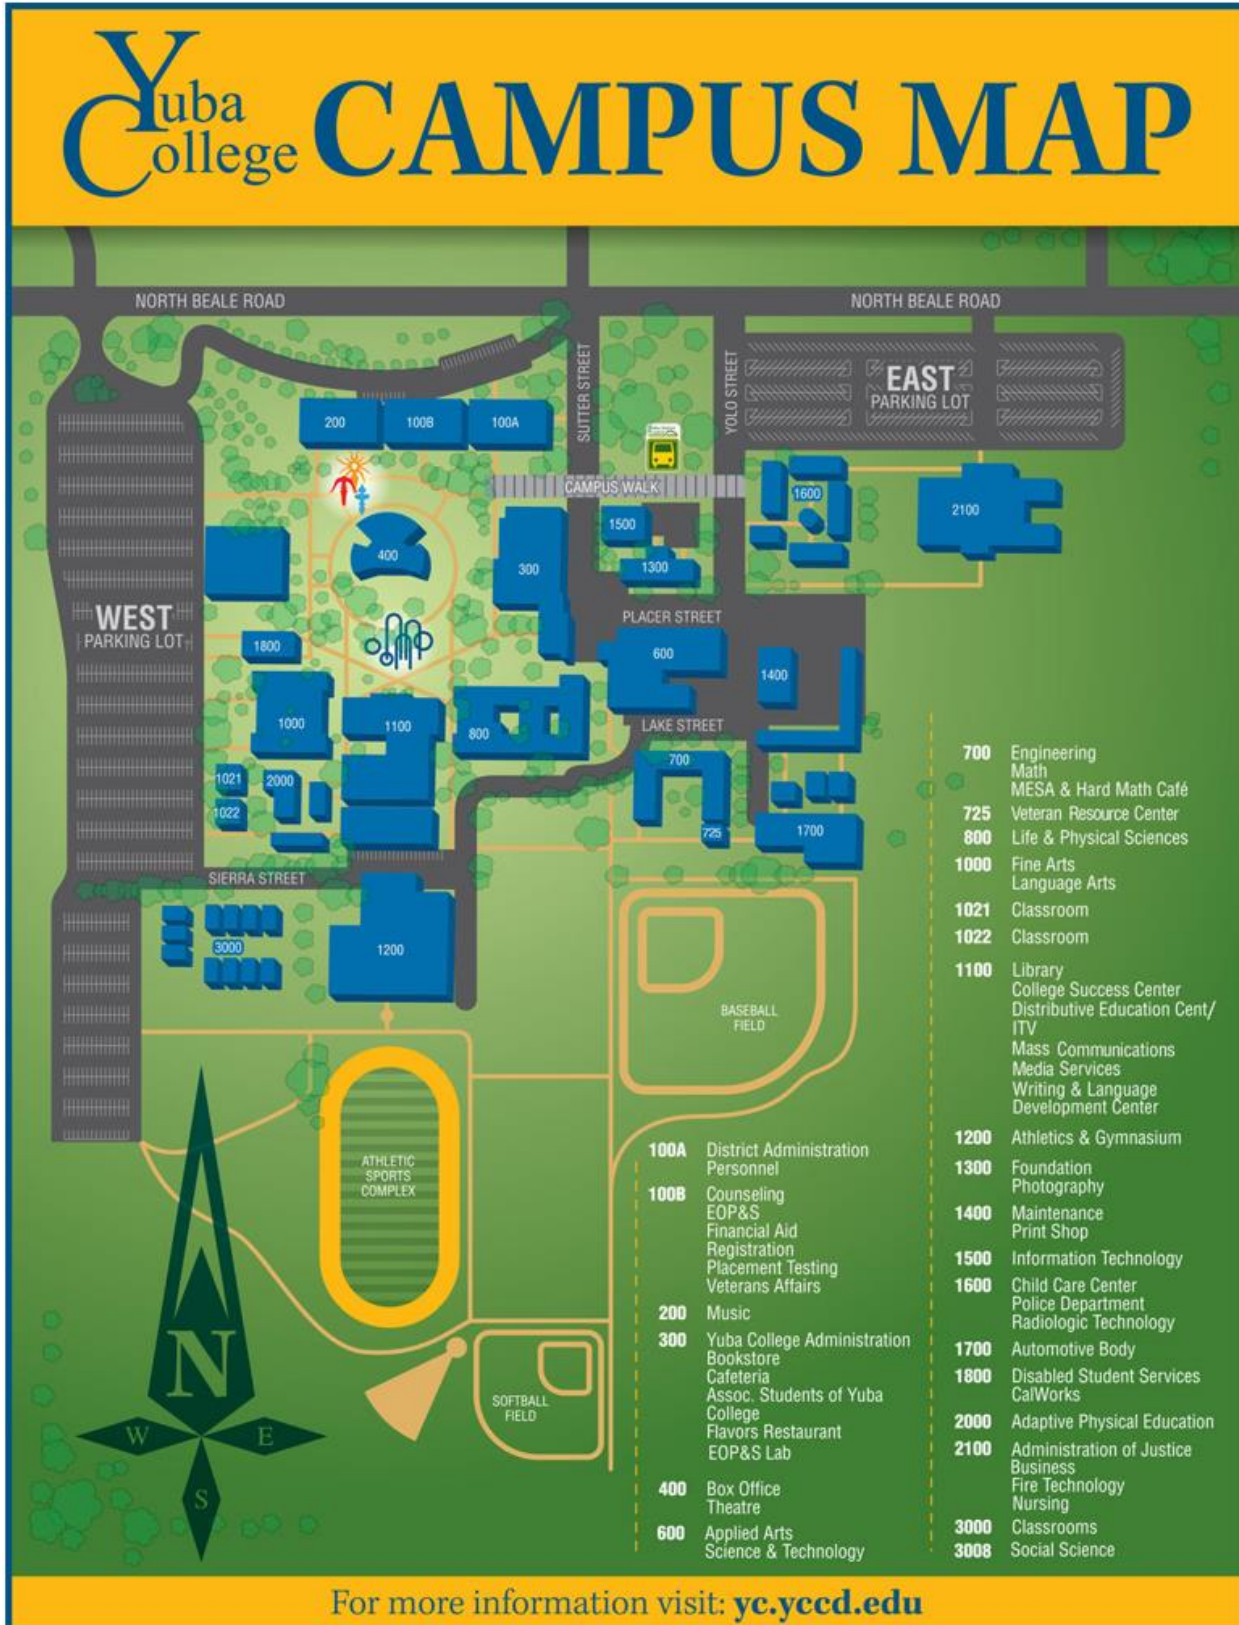 Yuba College CAMPUS MAP
NORTH BEALE ROAD
NORTH BEALE ROAD
SUTTER STREET
YOLO STREET
EAST
PARKING LOT
200
100B
100A
CAMPUS WALK
1600
2100
1500
400
300
1300
WEST
PARKING LOT
PLACER STREET
1800
600
1400
1000
1100
800
LAKE STREET
700
1021
2000
1022
725
1700
SIERRA STREET
3000
1200
BASEBALL
FIELD
ATHLETIC
SPORTS
COMPLEX
SOFTBALL
FIELD
N
W
E
S
100A District Administration
Personnel
100B Counseling
EOP&S
Financial Aid
Registration
Placement Testing
Veterans Affairs
200 Music
300 Yuba College Administration
Bookstore
Cafeteria
Assoc. Students of Yuba
College
Flavors Restaurant
EOP&S Lab
400 Box Office
Theatre
600 Applied Arts
Science & Technology
700 Engineering
Math
MESA & Hard Math Café
725 Veteran Resource Center
800 Life & Physical Sciences
1000 Fine Arts
Language Arts
1021 Classroom
1022 Classroom
1100 Library
College Success Center
Distributive Education Cent/
ITV
Mass Communications
Media Services
Writing & Language
Development Center
1200 Athletics & Gymnasium
1300 Foundation
Photography
1400 Maintenance
Print Shop
1500 Information Technology
1600 Child Care Center
Police Department
Radiologic Technology
1700 Automotive Body
1800 Disabled Student Services
CalWorks
2000 Adaptive Physical Education
2100 Administration of Justice
Business
Fire Technology
Nursing
3000 Classrooms
3008 Social Science
For more information visit: yc.yccd.edu